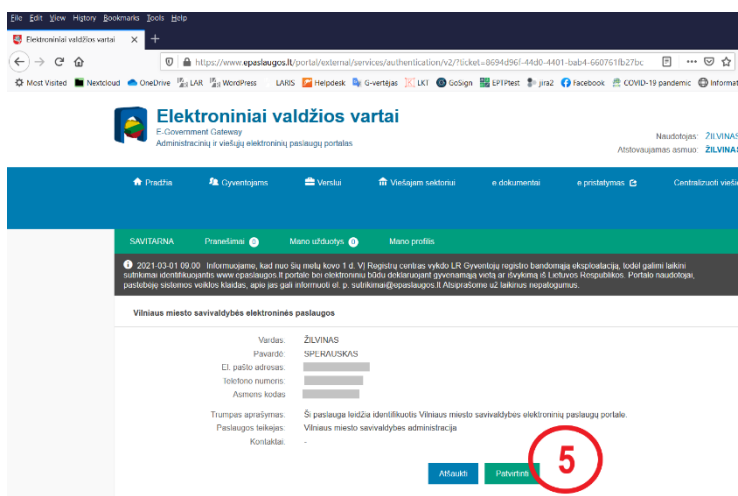 File Edit View History Bookmarks Tools Help
Elektroniniai valdžios vartai
https://www.epaslaugos.lt/portal/external/services/authentication/v2/?ticket=8694d96f-44d0-4401-bab4-660761fb27bc
Most Visited Nextcloud OneDrive LAR WordPress LARIS Helpdesk G-vertėjas LKT GoSign EPTPtest jira2 Facebook COVID-19 pandemic Informat
Elektroniniai valdžios vartai
E-Government Gateway
Administracinių ir viešųjų elektroninių paslaugų portalas
Naudotojas: ŽILVINAS
Atstovaujamas asmuo: ŽILVINAS
Pradžia Gyventojams Verslui Viešajam sektoriui e.dokumentai e.pristatymas Centralizuoti viešie
SAVITARNA Pranešimai 0 Mano užduotys 0 Mano profilis
2021-03-01 09:00 Informuojame, kad nuo šių metų kovo 1 d. VĮ Registrų centras vykdo LR Gyventojų registro bandomąją eksploataciją, todėl galimi laikini
sutrikimai identifikuojantis www.epaslaugos.lt portale bei elektroniniu būdu deklaruojant gyvenamąją vietą ar išvykimą iš Lietuvos Respublikos. Portalo naudotojai,
pastebėję sistemos veiklos klaidas, apie jas gali informuoti el. p. sutrikimai@epaslaugos.lt Atsiprašome už laikinus nepatogumus.
Vilniaus miesto savivaldybės elektroninės paslaugos
Vardas: ŽILVINAS
Pavardė: SPERAUSKAS
El. pašto adresas:
Telefono numeris:
Asmens kodas
Trumpas aprašymas: Ši paslauga leidžia identifikuotis Vilniaus miesto savivaldybės elektroninių paslaugų portale.
Paslaugos teikėjas: Vilniaus miesto savivaldybės administracija
Kontaktai: -
Atšaukti Patvirtinti 5